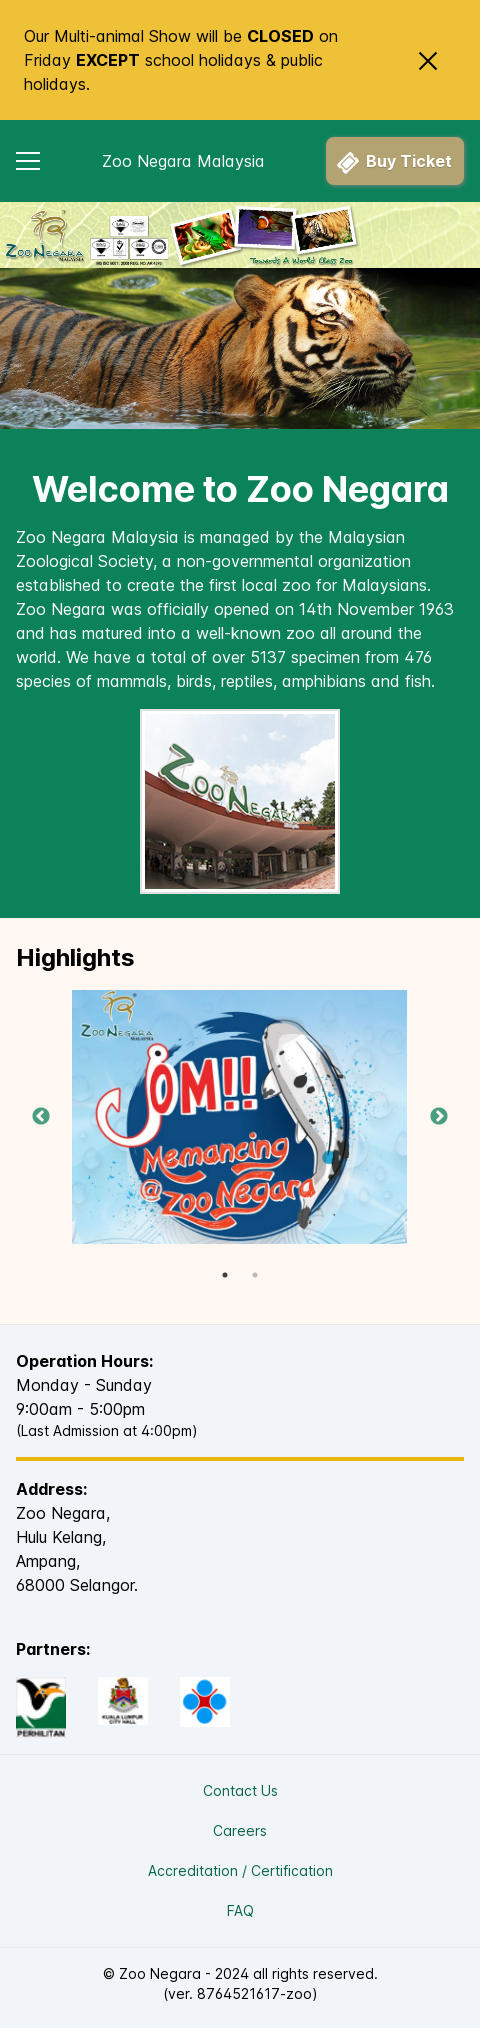 Our Multi-animal Show will be CLOSED on
Friday EXCEPT school holidays & public
holidays.
Zoo Negara Malaysia
Buy Ticket
ZOO NEGARA
MALAYSIA
Towards A World Class Zoo
Welcome to Zoo Negara
Zoo Negara Malaysia is managed by the Malaysian
Zoological Society, a non-governmental organization
established to create the first local zoo for Malaysians.
Zoo Negara was officially opened on 14th November 1963
and has matured into a well-known zoo all around the
world. We have a total of over 5137 specimen from 476
species of mammals, birds, reptiles, amphibians and fish.
ZOO NEGARA
Highlights
ZOO NEGARA
MALAYSIA
JOM!!
Memancing
@
Zoo Negara
Operation Hours:
Monday - Sunday
9:00am - 5:00pm
(Last Admission at 4:00pm)
Address:
Zoo Negara,
Hulu Kelang,
Ampang,
68000 Selangor.
Partners:
PERHILITAN
KUALA LUMPUR
CITY HALL
Contact Us
Careers
Accreditation / Certification
FAQ
© Zoo Negara - 2024 all rights reserved.
(ver. 8764521617-zoo)